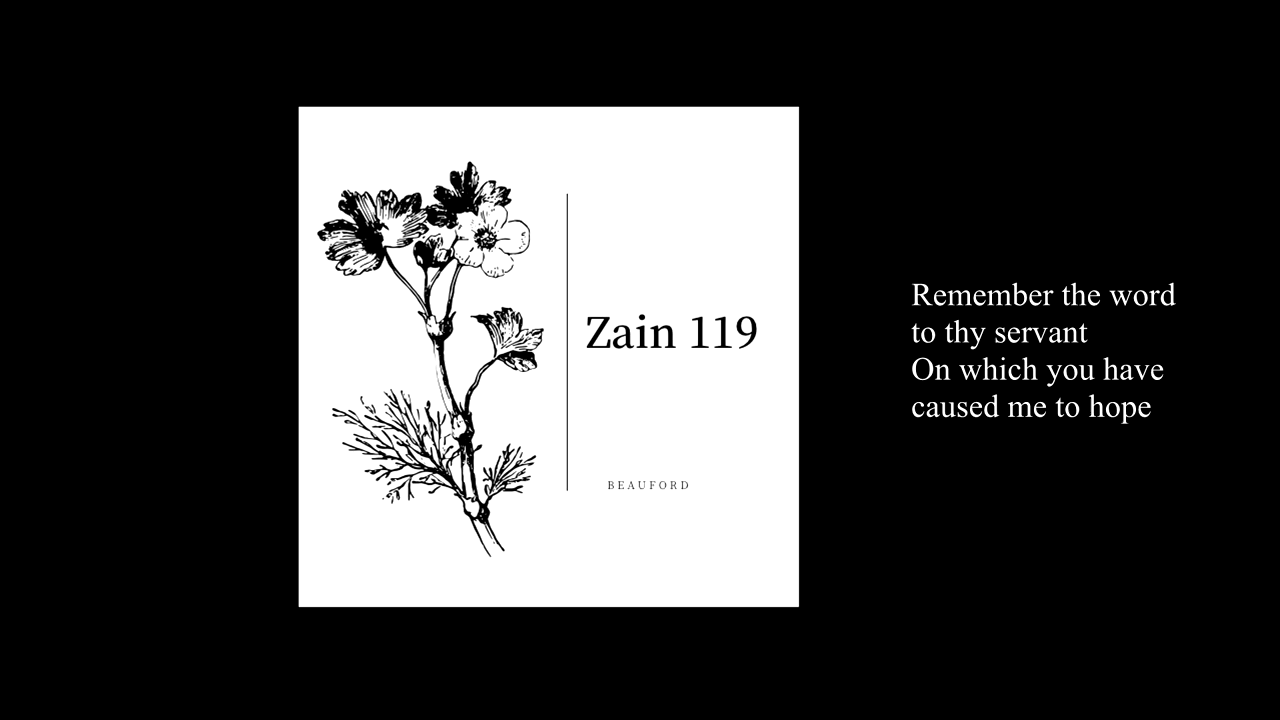 Zain 119
BEAUFORD
Remember the word
to thy servant
On which you have
caused me to hope